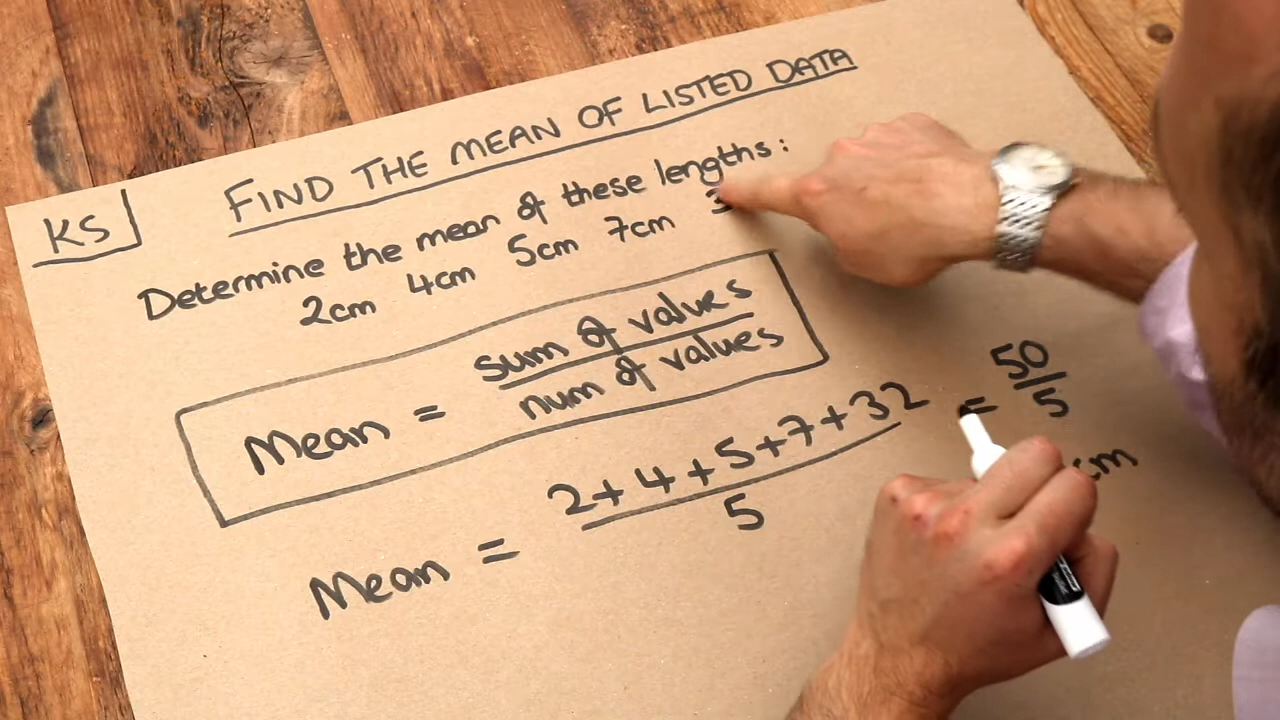 KS
FIND THE MEAN OF LISTED DATA
Determine the mean of these lengths:
2cm 4cm 5cm 7cm
Mean = sum of values
num of values
Mean = 2+4+5+7+32 = 50/5
5
cm